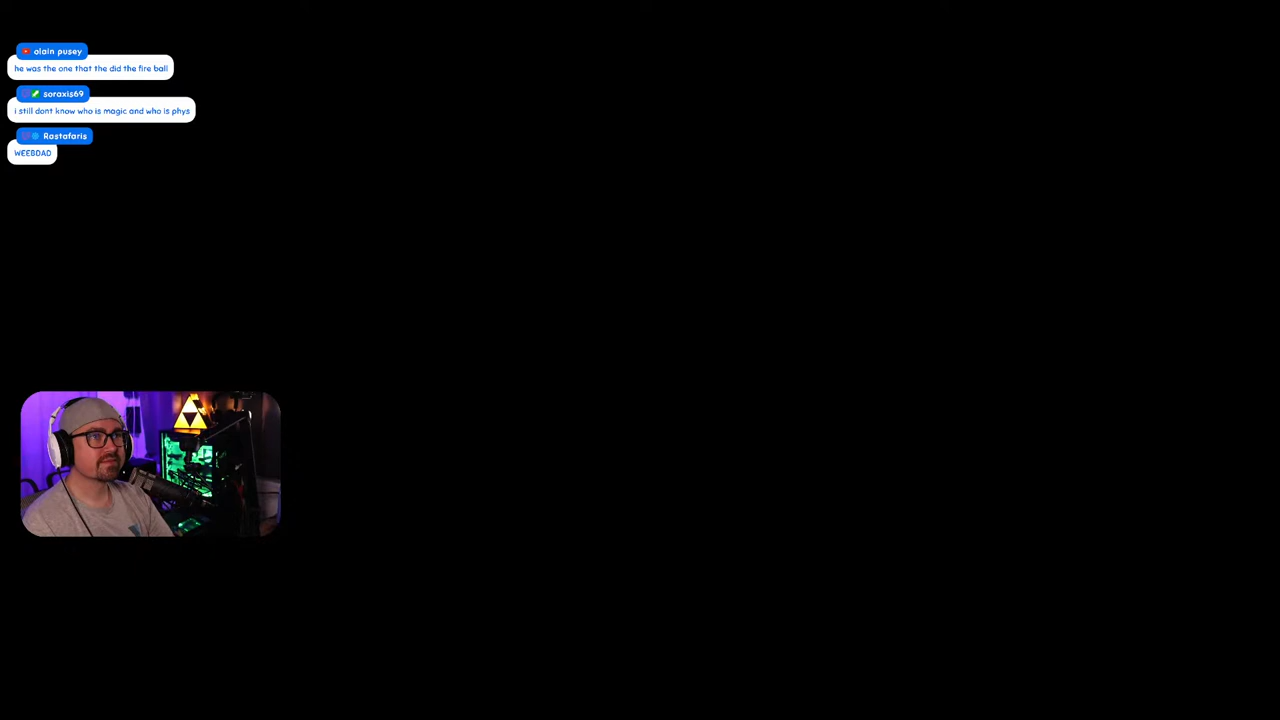 olain pusey
he was the one that the did the fire ball
soraxis69
i still dont know who is magic and who is phys
Rastafaris
WEEBDAD